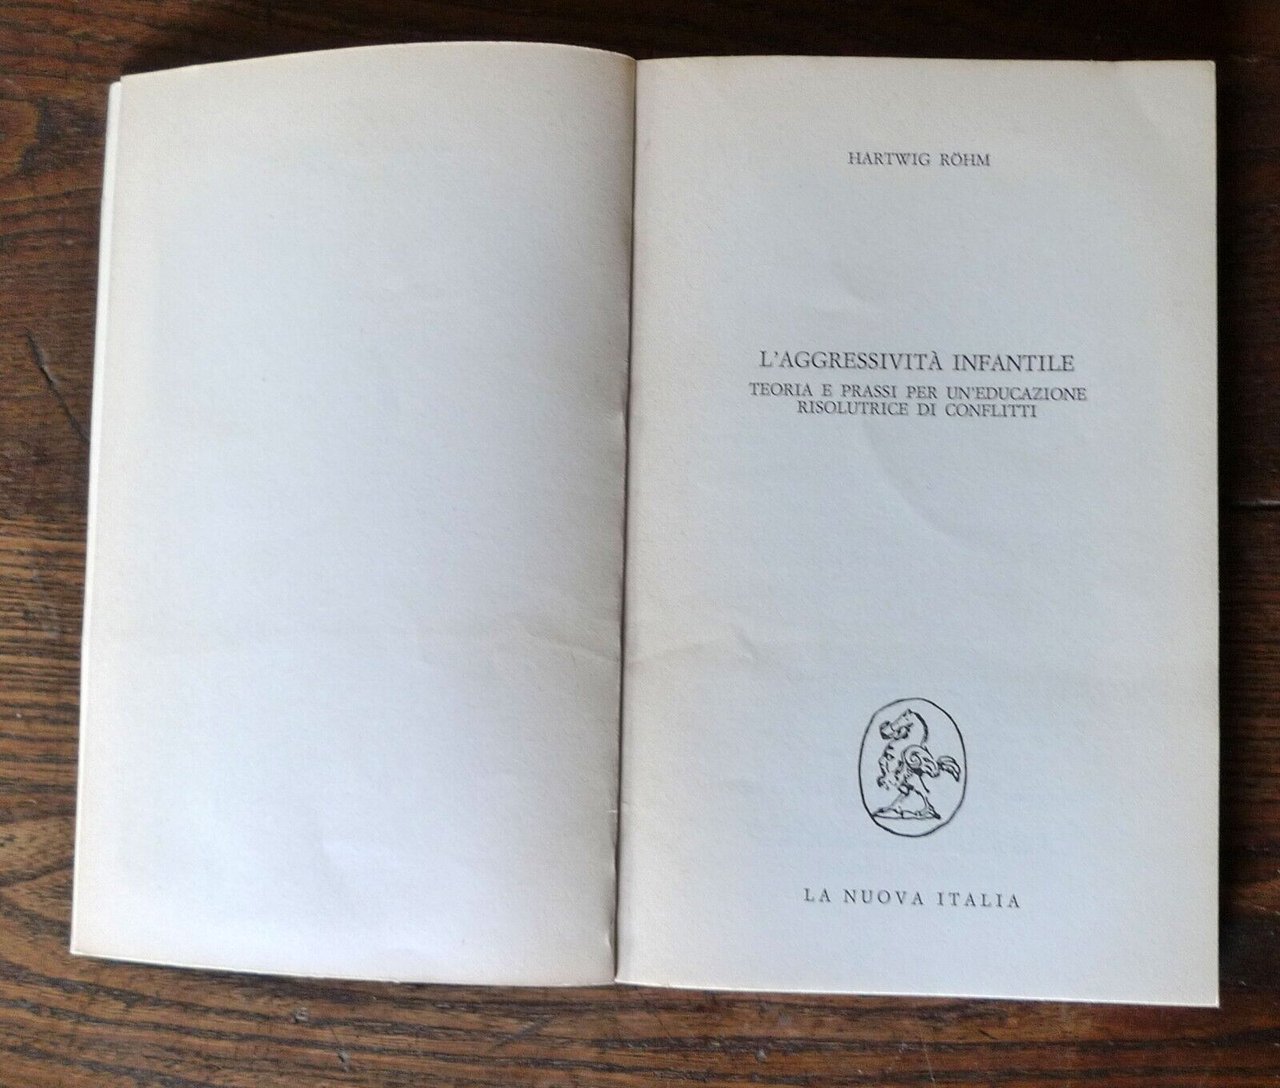 HARTWIG RÖHM
L'AGGRESSIVITÀ INFANTILE
TEORIA E PRASSI PER UN'EDUCAZIONE
RISOLUTRICE DI CONFLITTI
LA NUOVA ITALIA